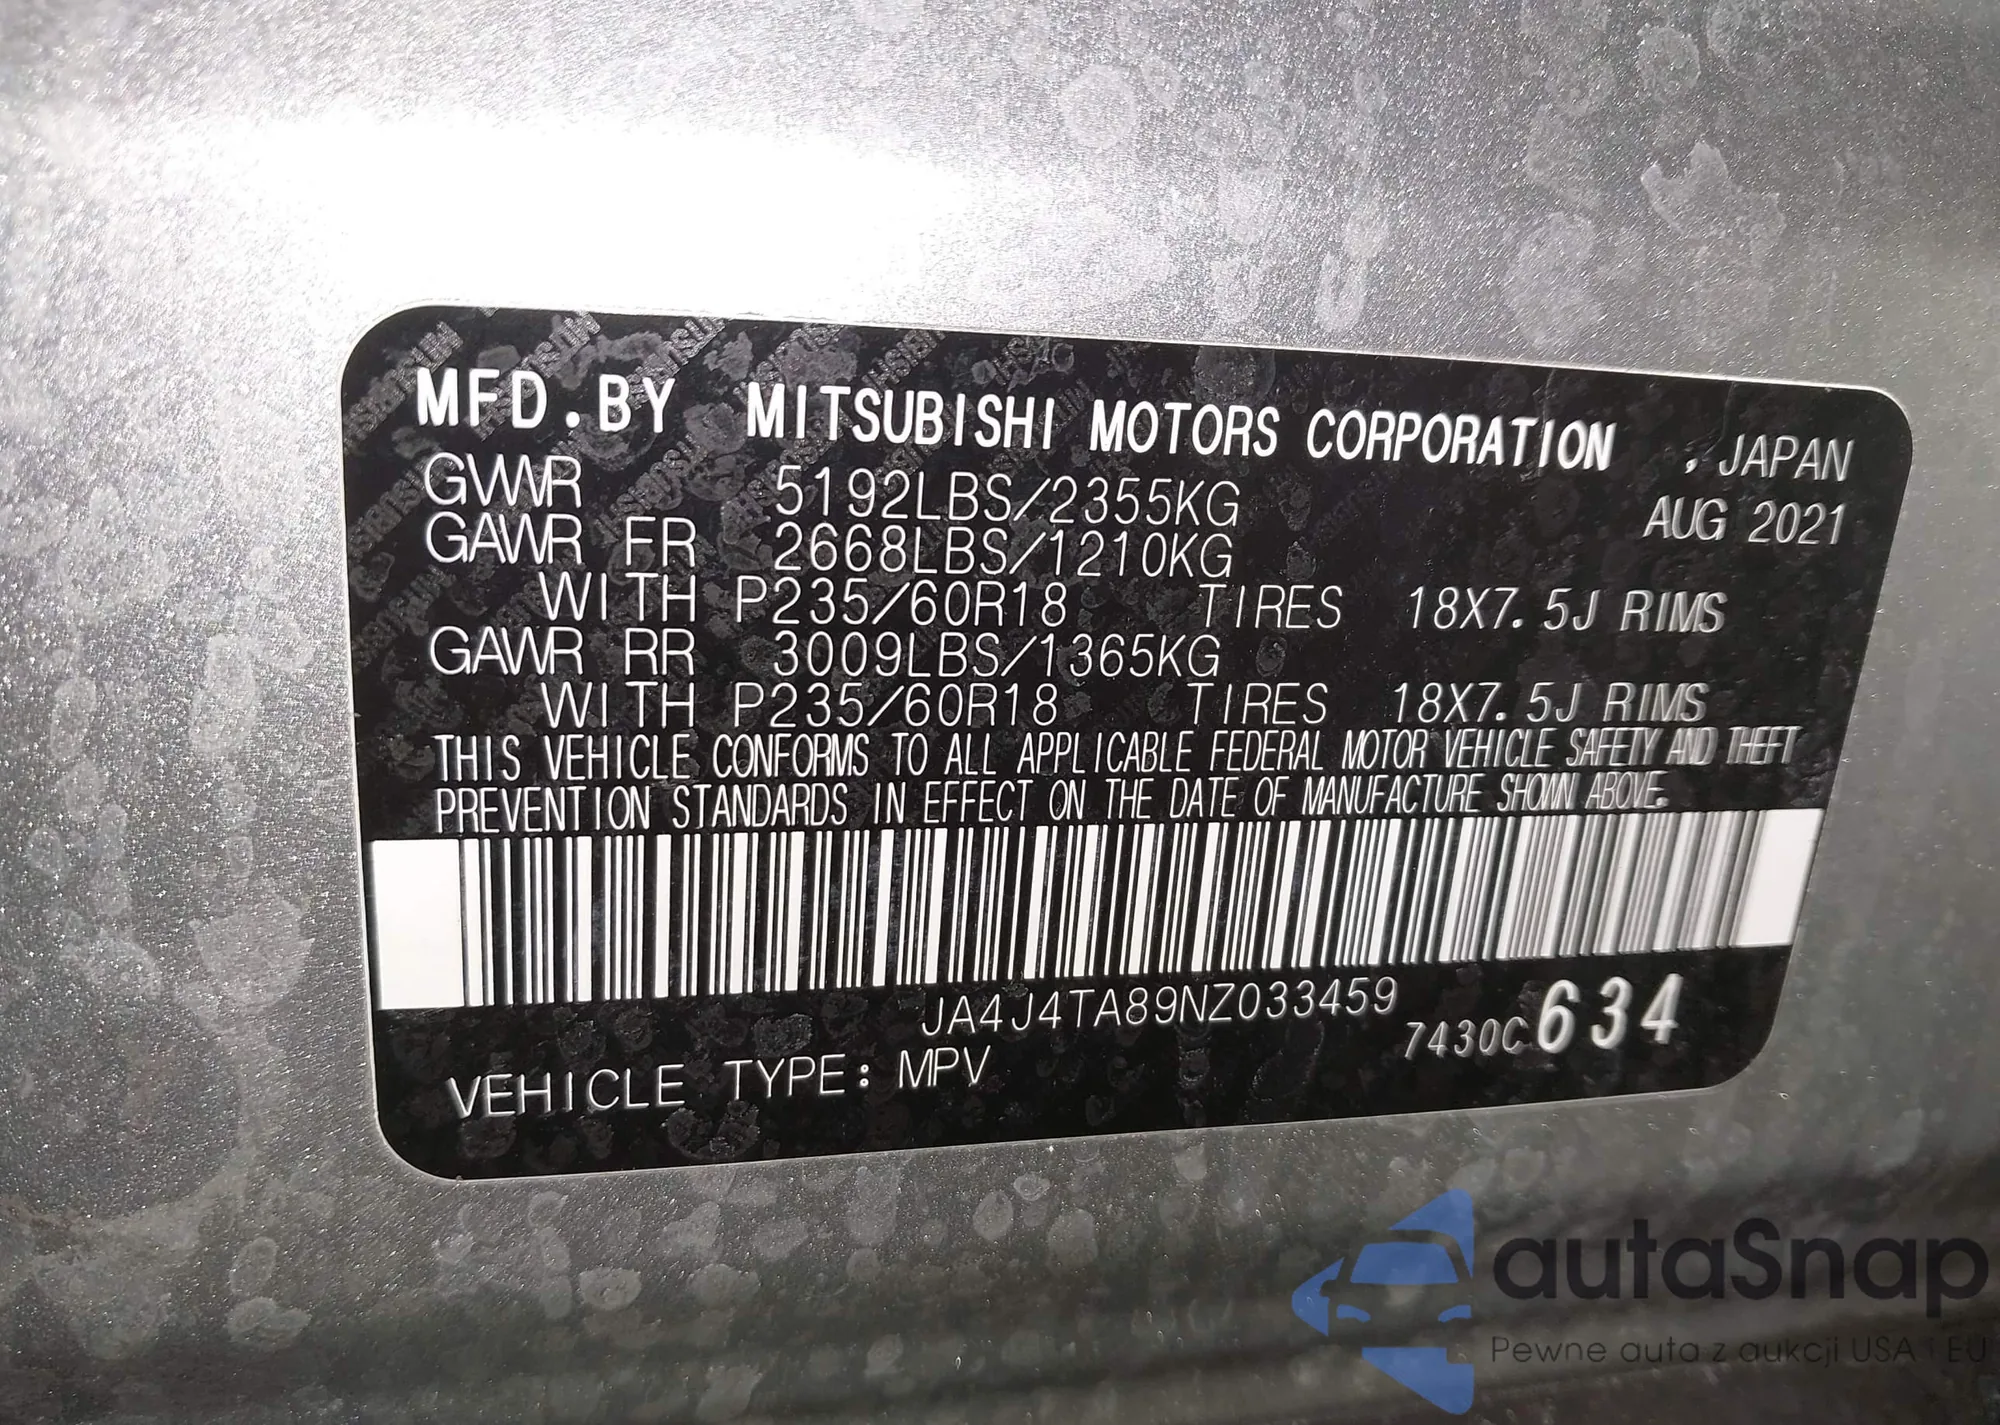 MFD.BY MITSUBISHI MOTORS CORPORATION , JAPAN
GVWR 5192LBS/2355KG AUG 2021
GAWR FR 2668LBS/1210KG
WITH P235/60R18 TIRES 18X7.5J RIMS
GAWR RR 3009LBS/1365KG
WITH P235/60R18 TIRES 18X7.5J RIMS
THIS VEHICLE CONFORMS TO ALL APPLICABLE FEDERAL MOTOR VEHICLE SAFETY AND THEFT
PREVENTION STANDARDS IN EFFECT ON THE DATE OF MANUFACTURE SHOWN ABOVE.
JA4J4TA89NZ033459 7430C 634
VEHICLE TYPE: MPV
autaSnap
Pewne auta z aukcji USA i EU